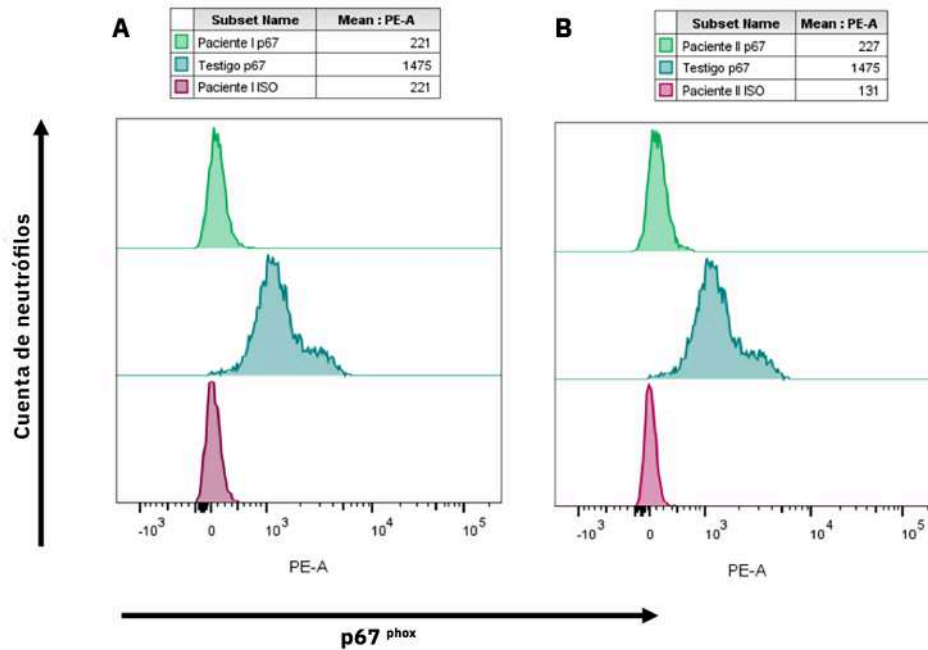 A
Subset Name Mean : PE-A
Paciente I p67 221
Testigo p67 1475
Paciente I ISO 221
B
Subset Name Mean : PE-A
Paciente II p67 227
Testigo p67 1475
Paciente II ISO 131
Cuenta de neutrófilos
-10³ 0 10³ 10⁴ 10⁵
PE-A
-10³ 0 10³ 10⁴ 10⁵
PE-A
p67 ᵖʰᵒˣ